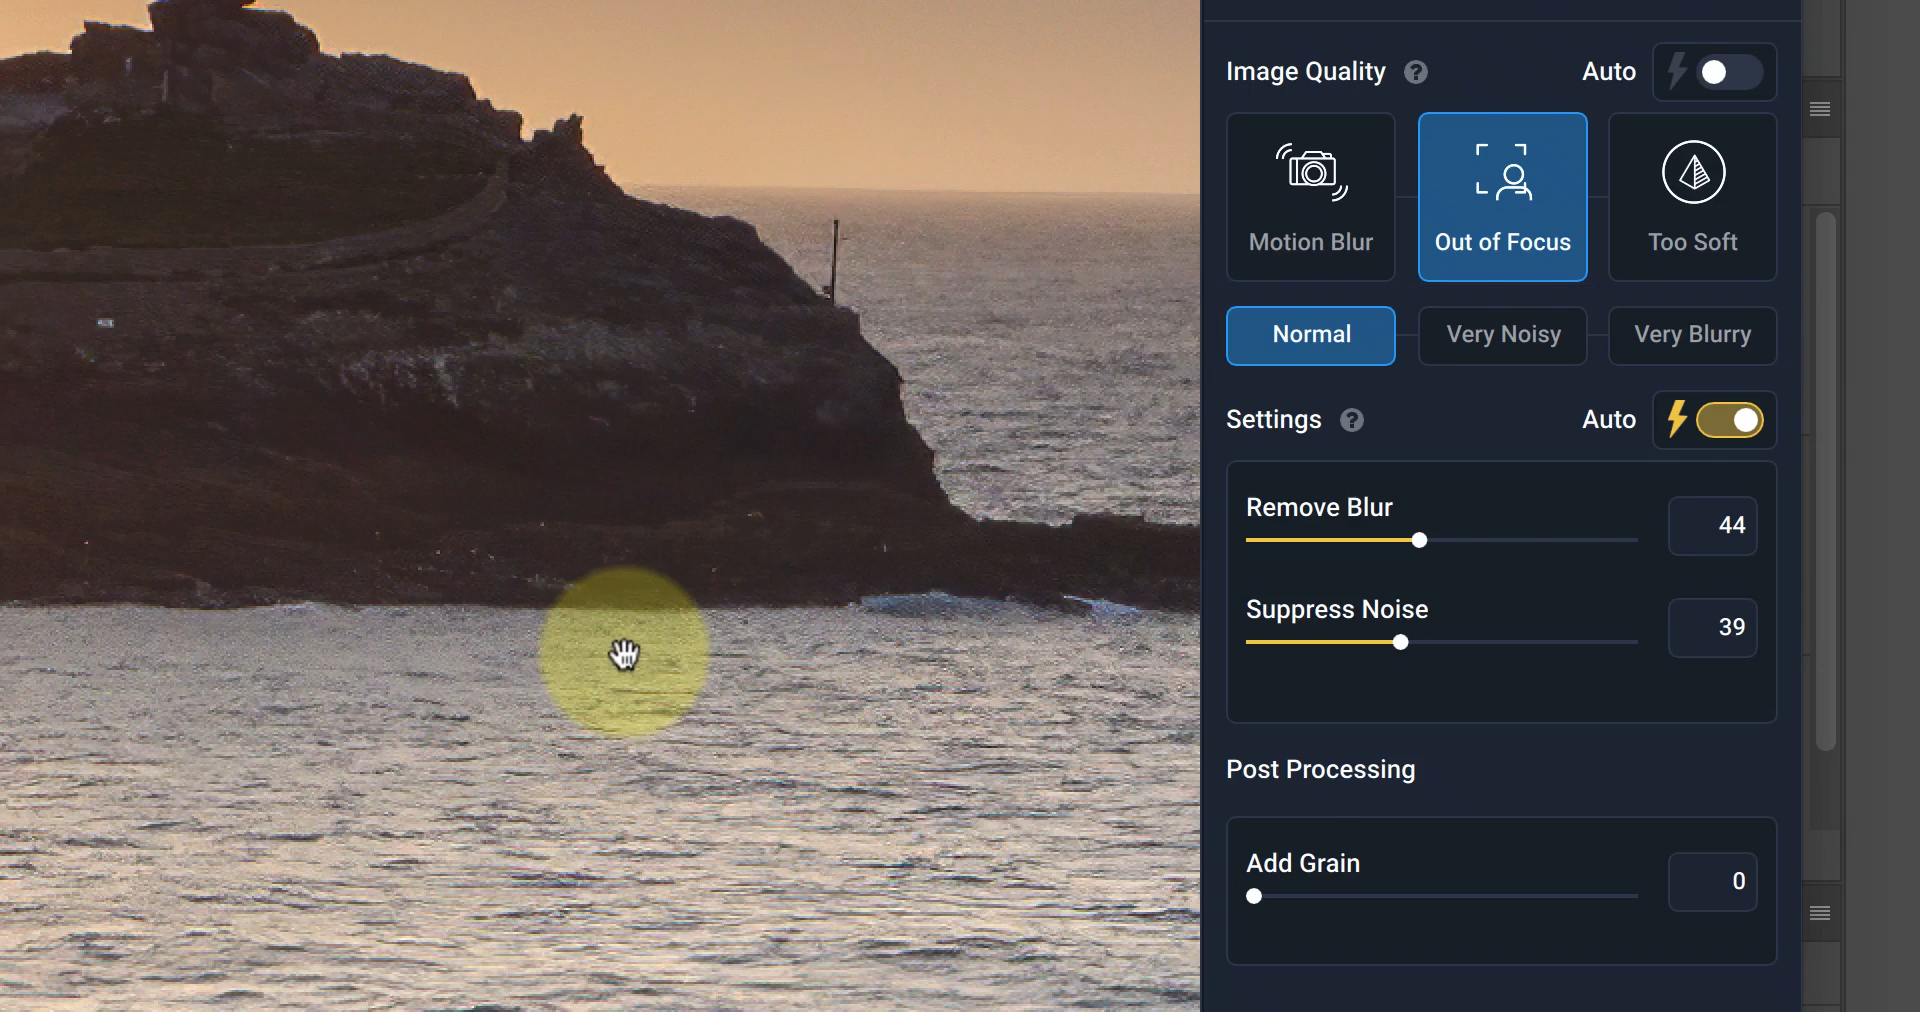 Image Quality ? Auto
Motion Blur
Out of Focus
Too Soft
Normal
Very Noisy
Very Blurry
Settings ? Auto
Remove Blur
44
Suppress Noise
39
Post Processing
Add Grain
0